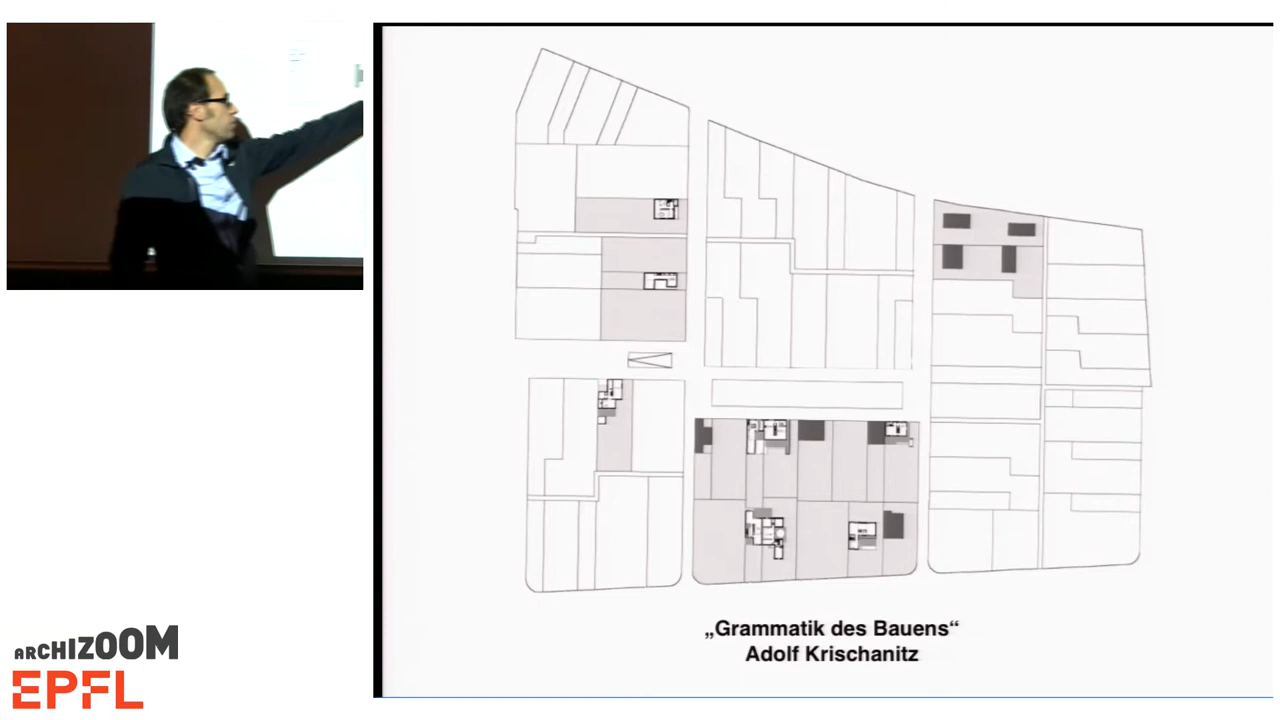 „Grammatik des Bauens“
Adolf Krischanitz
ARCHIZOOM
EPFL